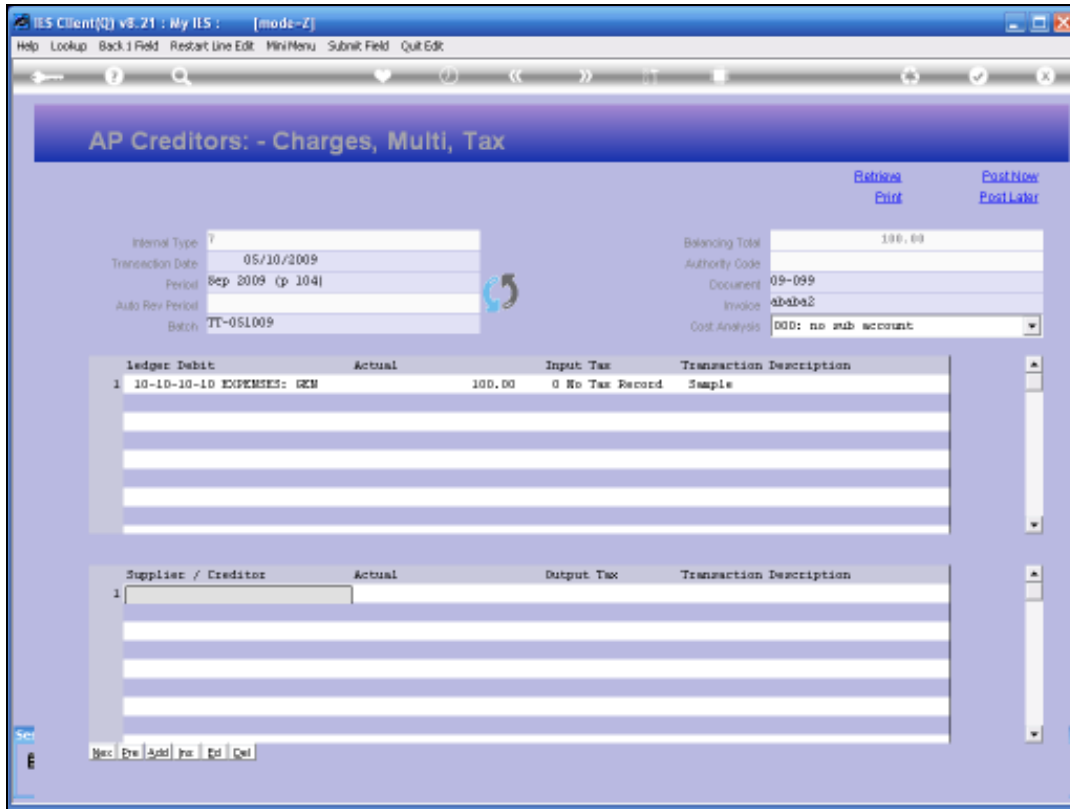 IES Client(Q) v8.21 : My IES : [mode-Z]
Help Lookup Back 1 Field Restart Line Edit MiniMenu Submit Field Quit Edit
AP Creditors: - Charges, Multi, Tax
Retrieve Post Now
Print Post Later
Internal Type 7
Transaction Date 05/10/2009
Period Sep 2009 (p 104)
Auto Rev Period
Batch TT-051009
Balancing Total 100.00
Authority Code
Document 09-099
Invoice ababa2
Cost Analysis 000: no sub account
Ledger Debit Actual Input Tax Transaction Description
1 10-10-10-10 EXPENSES: GEN 100.00 0 No Tax Record Sample
Supplier / Creditor Actual Output Tax Transaction Description
1
Nex Pre Add Ins Ed Del